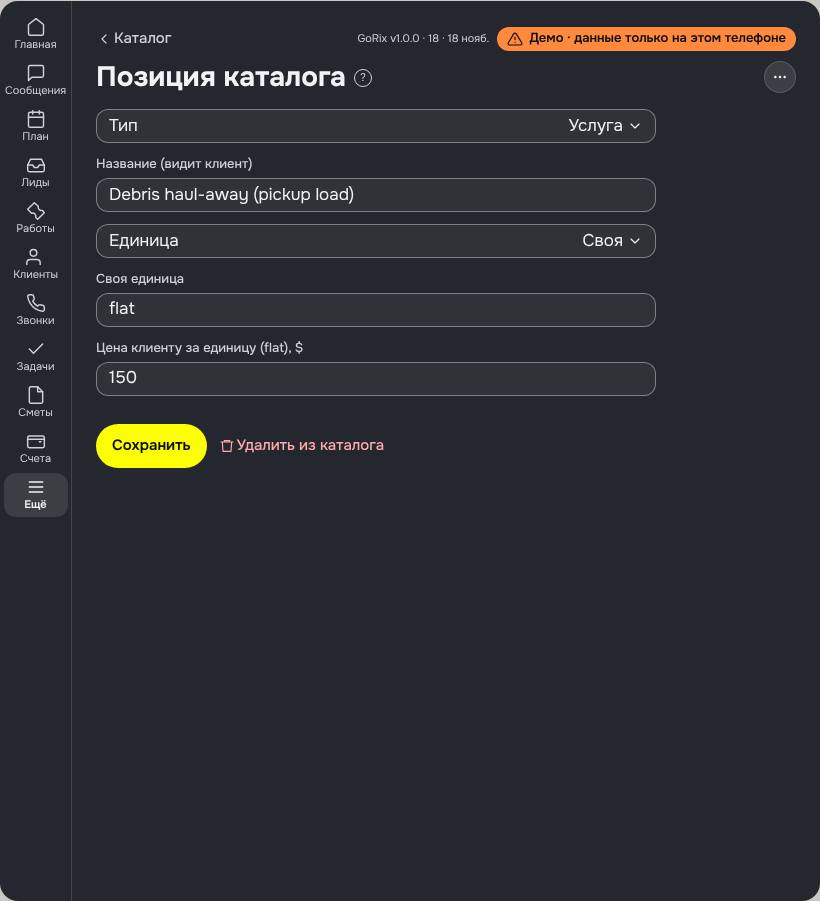 Главная
Сообщения
План
Лиды
Работы
Клиенты
Звонки
Задачи
Сметы
Счета
Ещё
Каталог
GoRix v1.0.0 · 18 · 18 нояб.
Демо · данные только на этом телефоне
Позиция каталога ?
Тип Услуга
Название (видит клиент)
Debris haul-away (pickup load)
Единица Своя
Своя единица
flat
Цена клиенту за единицу (flat), $
150
Сохранить Удалить из каталога